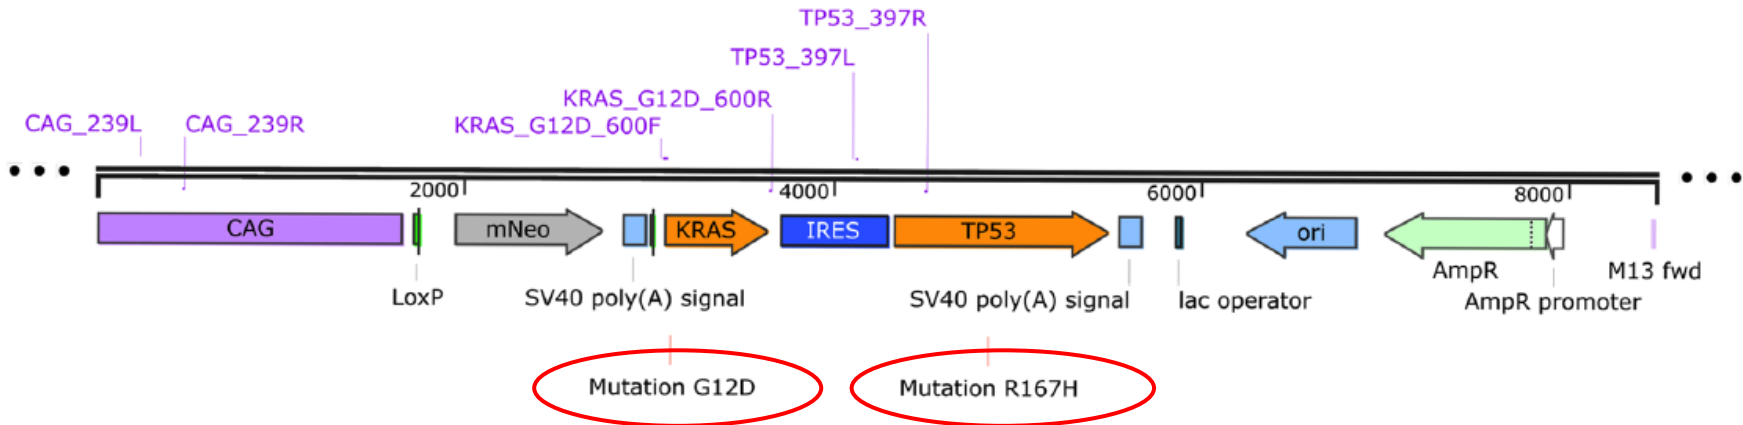 TP53_397R
TP53_397L
KRAS_G12D_600R
CAG_239L CAG_239R KRAS_G12D_600F
2000 4000 6000 8000
CAG mNeo KRAS IRES TP53 ori
AmpR M13 fwd
LoxP SV40 poly(A) signal SV40 poly(A) signal lac operator AmpR promoter
Mutation G12D Mutation R167H